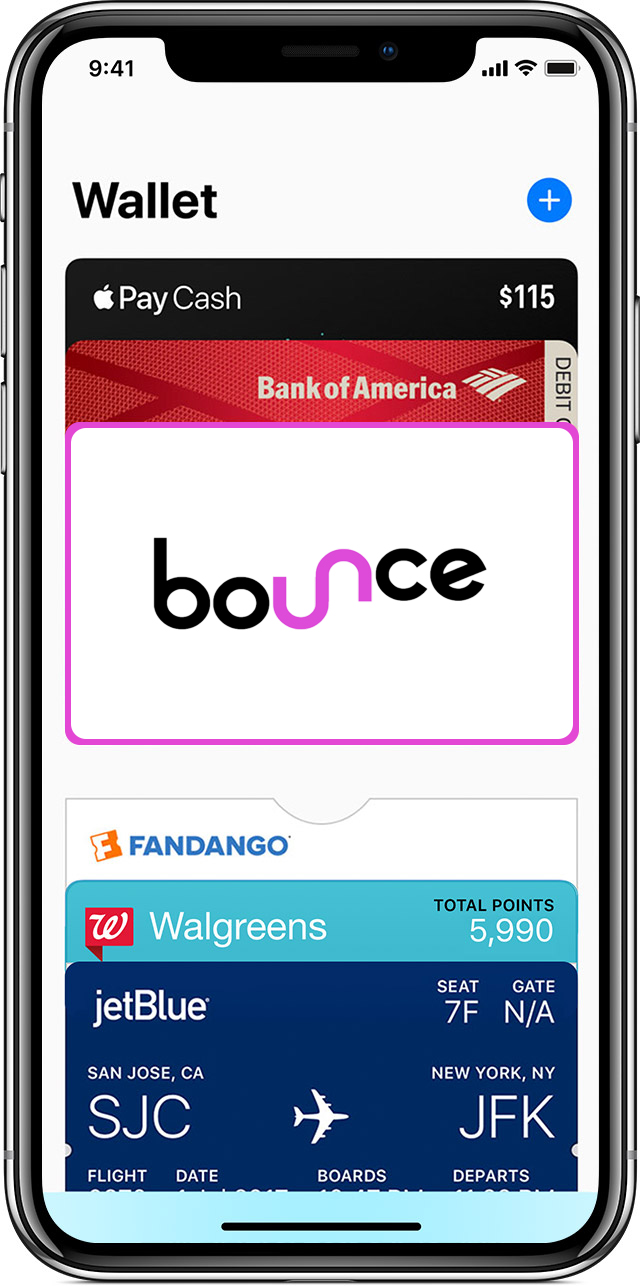 9:41
Wallet
Pay Cash $115
Bank of America
DEBIT
bounce
FANDANGO
Walgreens
TOTAL POINTS
5,990
jetBlue
SEAT GATE
7F N/A
SAN JOSE, CA NEW YORK, NY
SJC JFK
FLIGHT DATE BOARDS DEPARTS